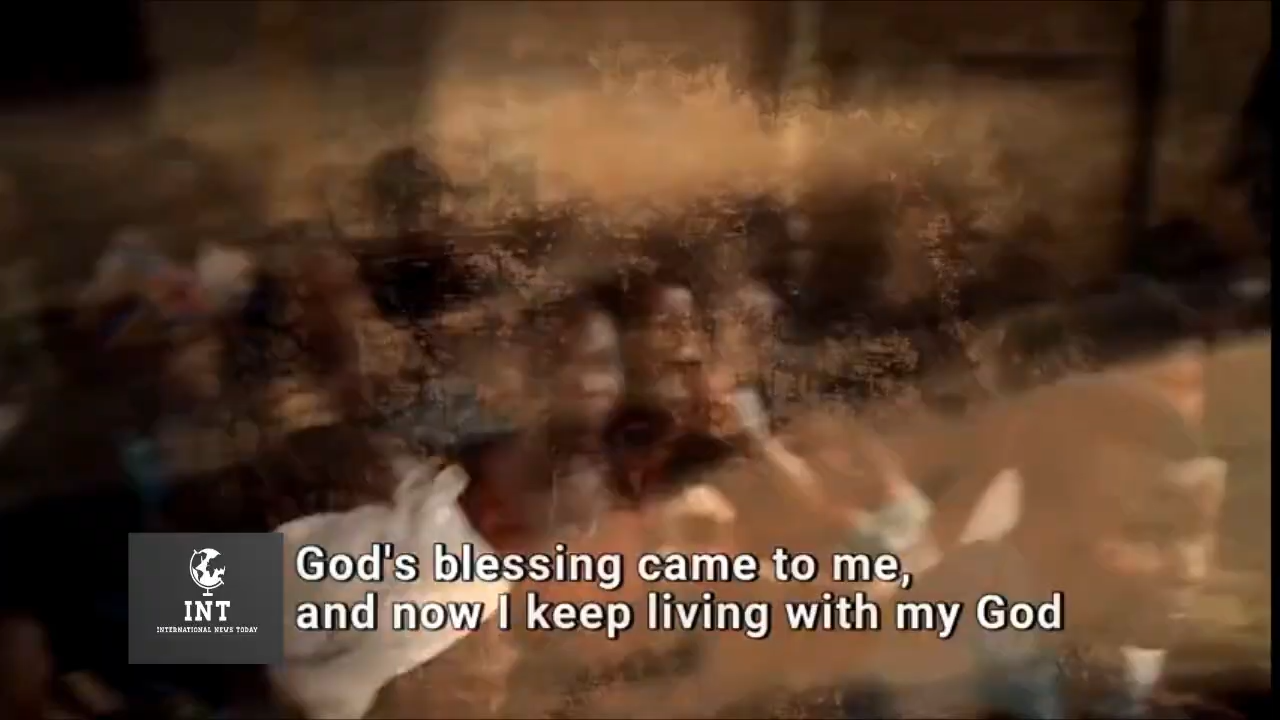 God's blessing came to me,
and now I keep living with my God
INT
INTERNATIONAL NEWS TODAY